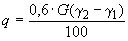 q = 0,6 · G(γ₂ − γ₁) / 100